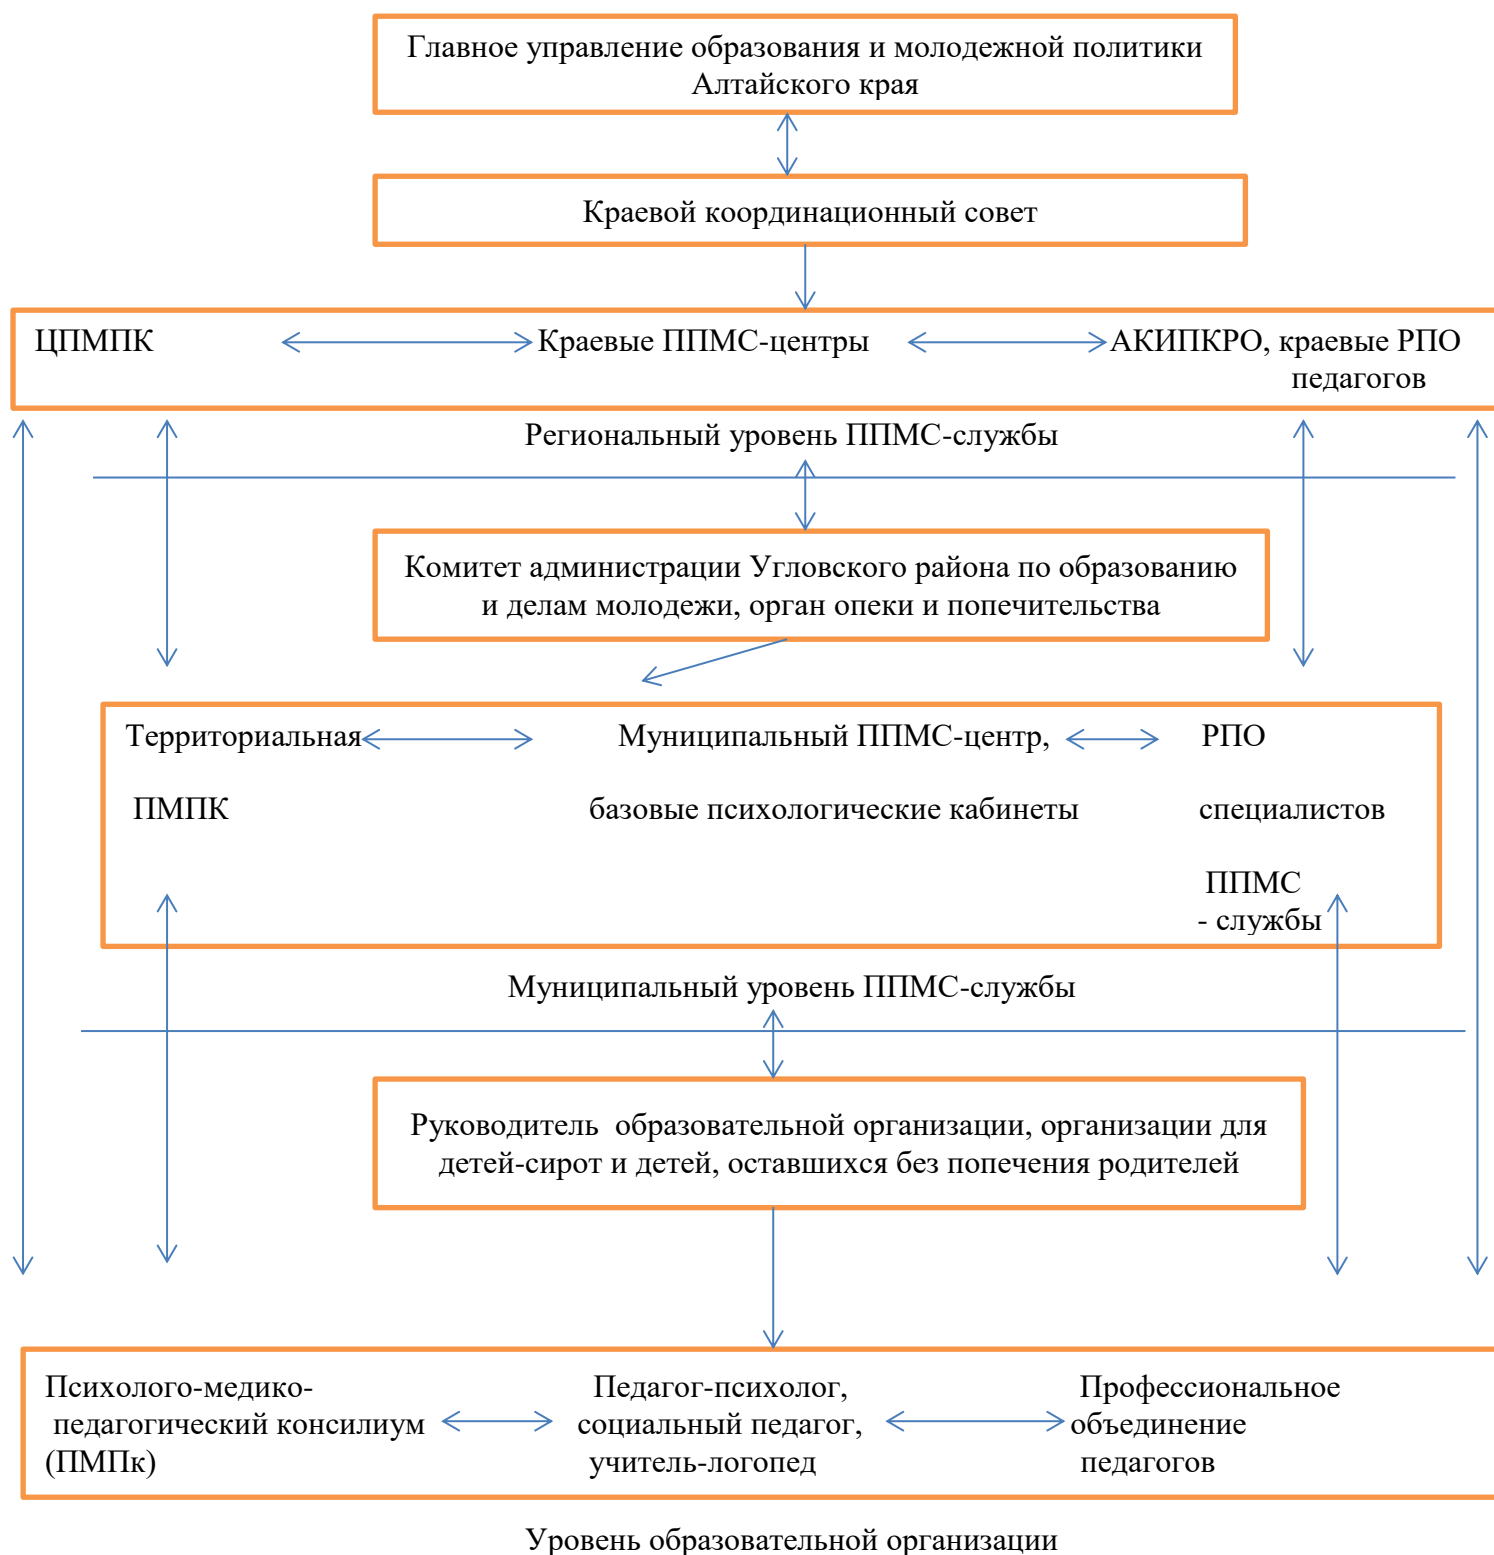 Главное управление образования и молодежной политики
Алтайского края
Краевой координационный совет
ЦПМПК Краевые ППМС-центры АКИПКРО, краевые РПО
педагогов
Региональный уровень ППМС-службы
Комитет администрации Угловского района по образованию
и делам молодежи, орган опеки и попечительства
Территориальная Муниципальный ППМС-центр, РПО
ПМПК базовые психологические кабинеты специалистов
ППМС
- службы
Муниципальный уровень ППМС-службы
Руководитель образовательной организации, организации для
детей-сирот и детей, оставшихся без попечения родителей
Психолого-медико- Педагог-психолог, Профессиональное
педагогический консилиум социальный педагог, объединение
(ПМПк) учитель-логопед педагогов
Уровень образовательной организации